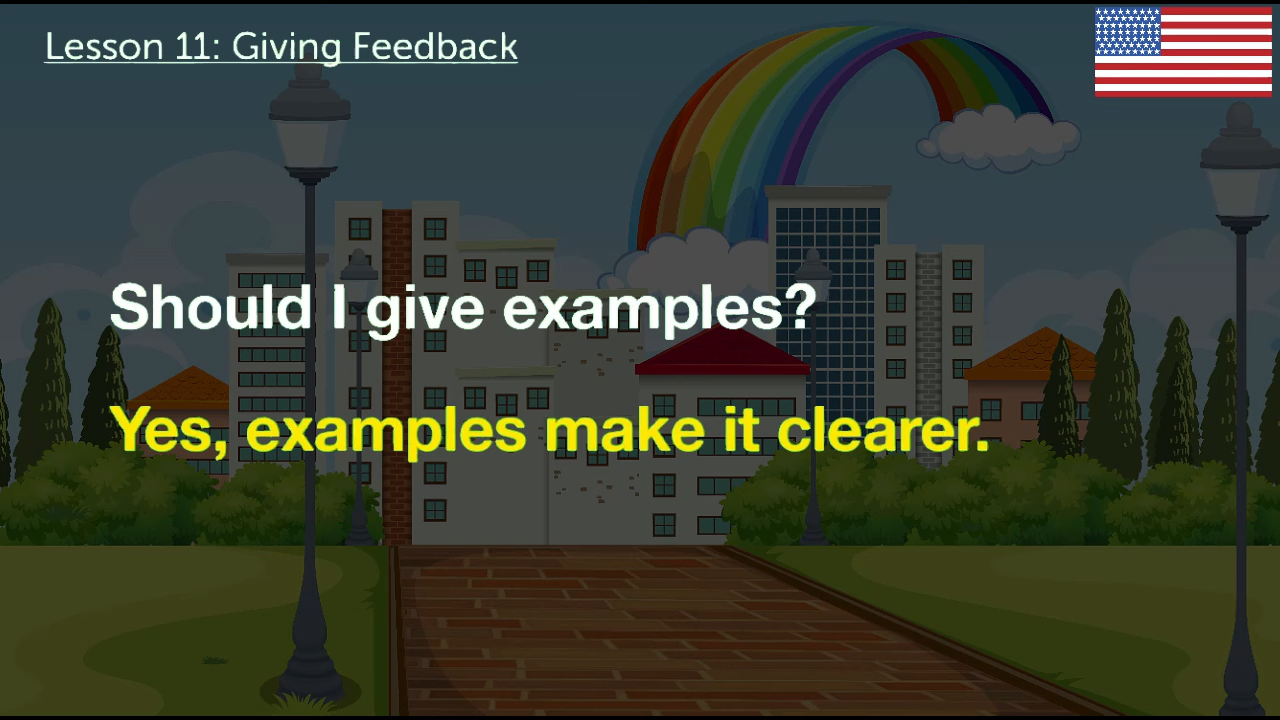 Lesson 11: Giving Feedback
Should I give examples?
Yes, examples make it clearer.